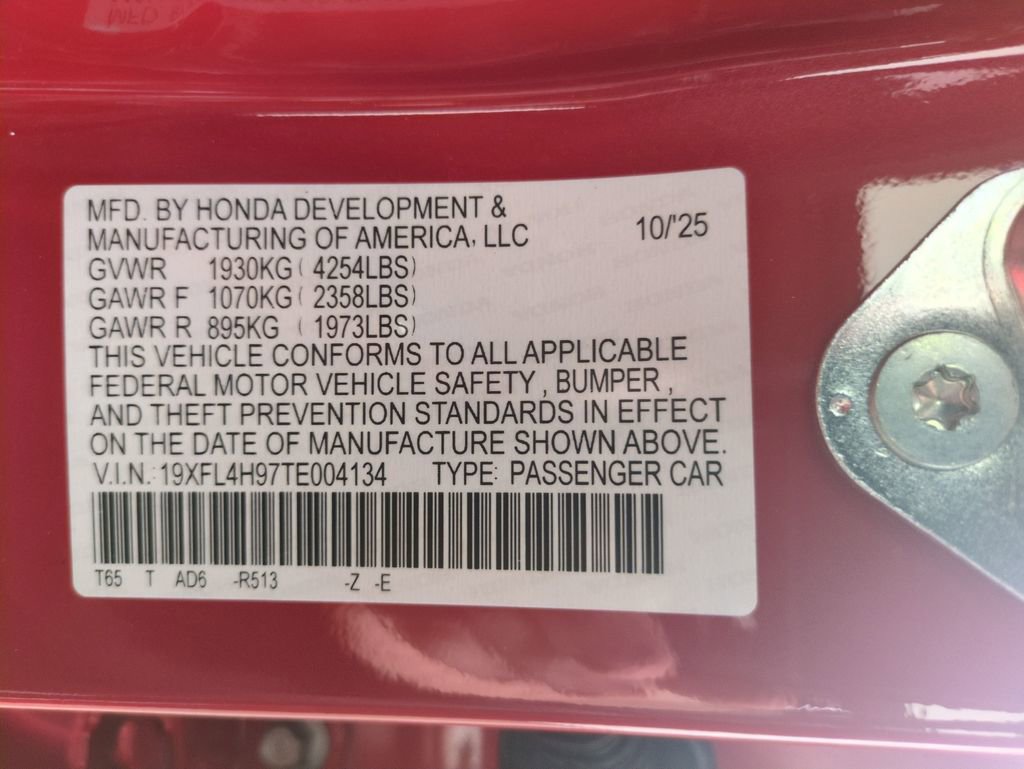 MFD. BY HONDA DEVELOPMENT &
MANUFACTURING OF AMERICA, LLC 10/'25
GVWR 1930KG ( 4254LBS)
GAWR F 1070KG ( 2358LBS)
GAWR R 895KG ( 1973LBS)
THIS VEHICLE CONFORMS TO ALL APPLICABLE
FEDERAL MOTOR VEHICLE SAFETY , BUMPER ,
AND THEFT PREVENTION STANDARDS IN EFFECT
ON THE DATE OF MANUFACTURE SHOWN ABOVE.
V.I.N.: 19XFL4H97TE004134 TYPE: PASSENGER CAR
T65 T AD6 -R513 -Z -E